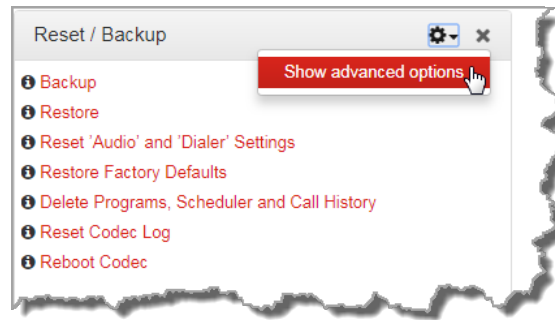 Reset / Backup
Show advanced options
Backup
Restore
Reset 'Audio' and 'Dialer' Settings
Restore Factory Defaults
Delete Programs, Scheduler and Call History
Reset Codec Log
Reboot Codec